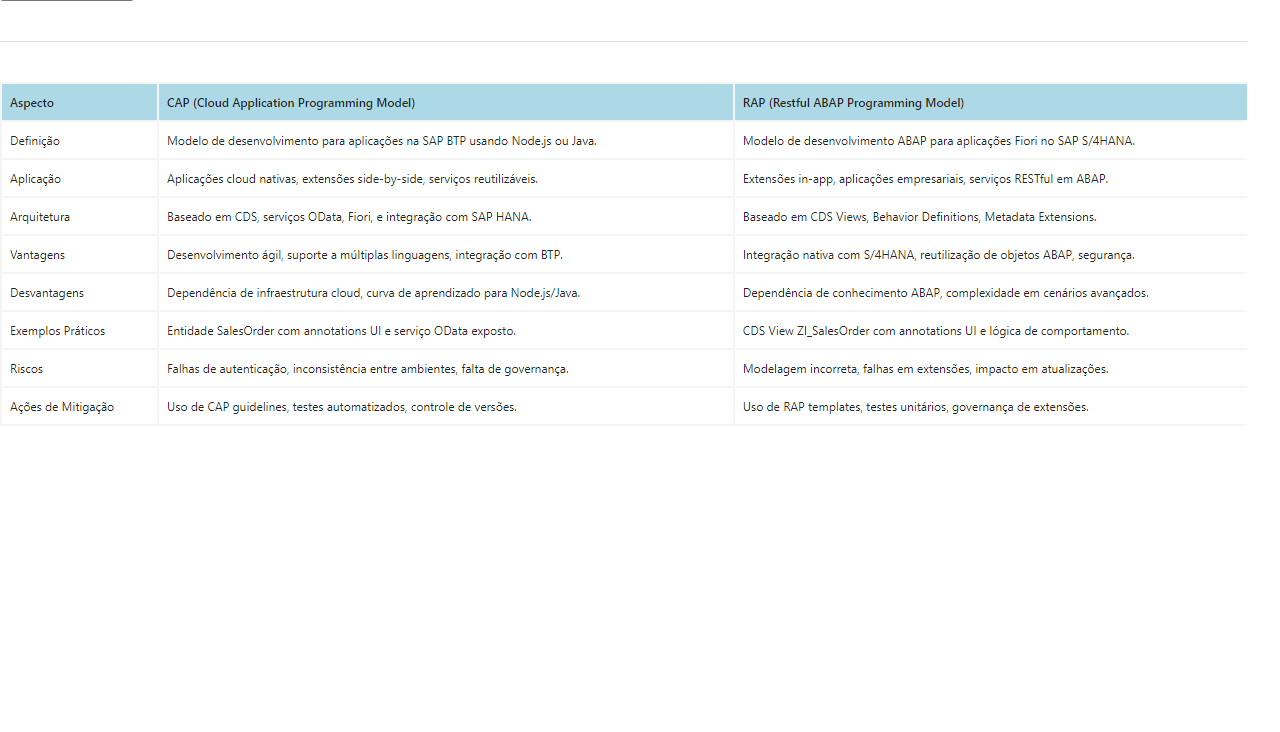 Aspecto CAP (Cloud Application Programming Model) RAP (Restful ABAP Programming Model)
Definição Modelo de desenvolvimento para aplicações na SAP BTP usando Node.js ou Java. Modelo de desenvolvimento ABAP para aplicações Fiori no SAP S/4HANA.
Aplicação Aplicações cloud nativas, extensões side-by-side, serviços reutilizáveis. Extensões in-app, aplicações empresariais, serviços RESTful em ABAP.
Arquitetura Baseado em CDS, serviços OData, Fiori, e integração com SAP HANA. Baseado em CDS Views, Behavior Definitions, Metadata Extensions.
Vantagens Desenvolvimento ágil, suporte a múltiplas linguagens, integração com BTP. Integração nativa com S/4HANA, reutilização de objetos ABAP, segurança.
Desvantagens Dependência de infraestrutura cloud, curva de aprendizado para Node.js/Java. Dependência de conhecimento ABAP, complexidade em cenários avançados.
Exemplos Práticos Entidade SalesOrder com annotations UI e serviço OData exposto. CDS View ZI_SalesOrder com annotations UI e lógica de comportamento.
Riscos Falhas de autenticação, inconsistência entre ambientes, falta de governança. Modelagem incorreta, falhas em extensões, impacto em atualizações.
Ações de Mitigação Uso de CAP guidelines, testes automatizados, controle de versões. Uso de RAP templates, testes unitários, governança de extensões.